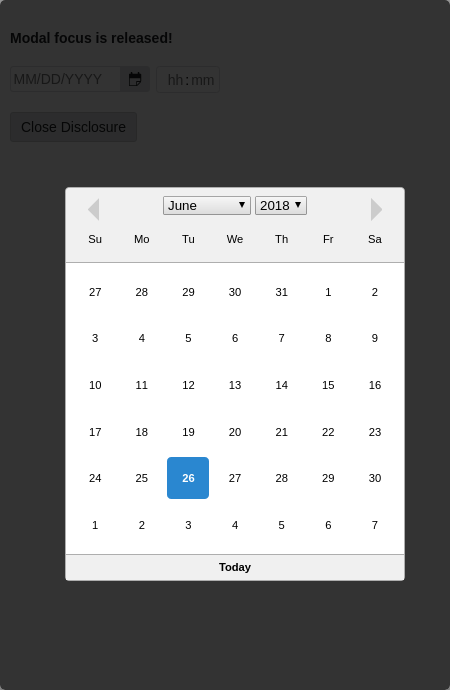 Modal focus is released!
MM/DD/YYYY hh:mm
Close Disclosure
June 2018
Su Mo Tu We Th Fr Sa
27 28 29 30 31 1 2
3 4 5 6 7 8 9
10 11 12 13 14 15 16
17 18 19 20 21 22 23
24 25 26 27 28 29 30
1 2 3 4 5 6 7
Today